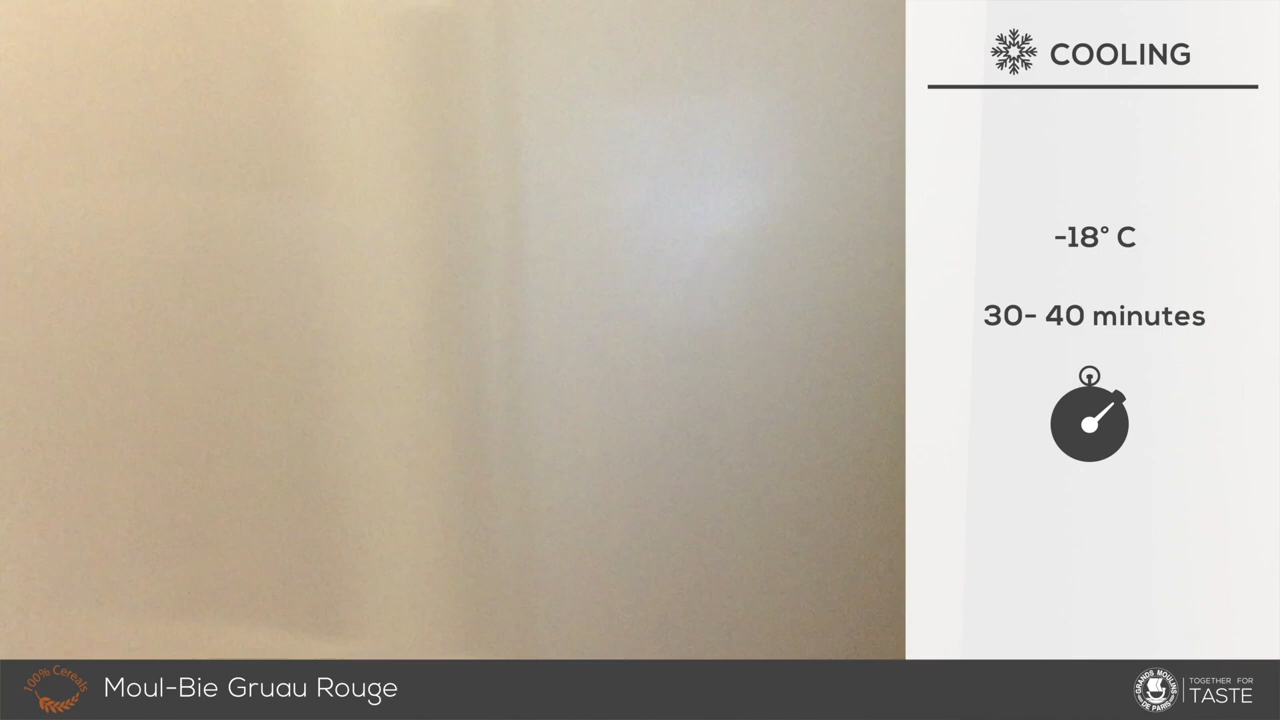 COOLING
-18° C
30- 40 minutes
100% Cereals
Moul-Bie Gruau Rouge
GRANDS MOULINS
DE PARIS
TOGETHER FOR
TASTE